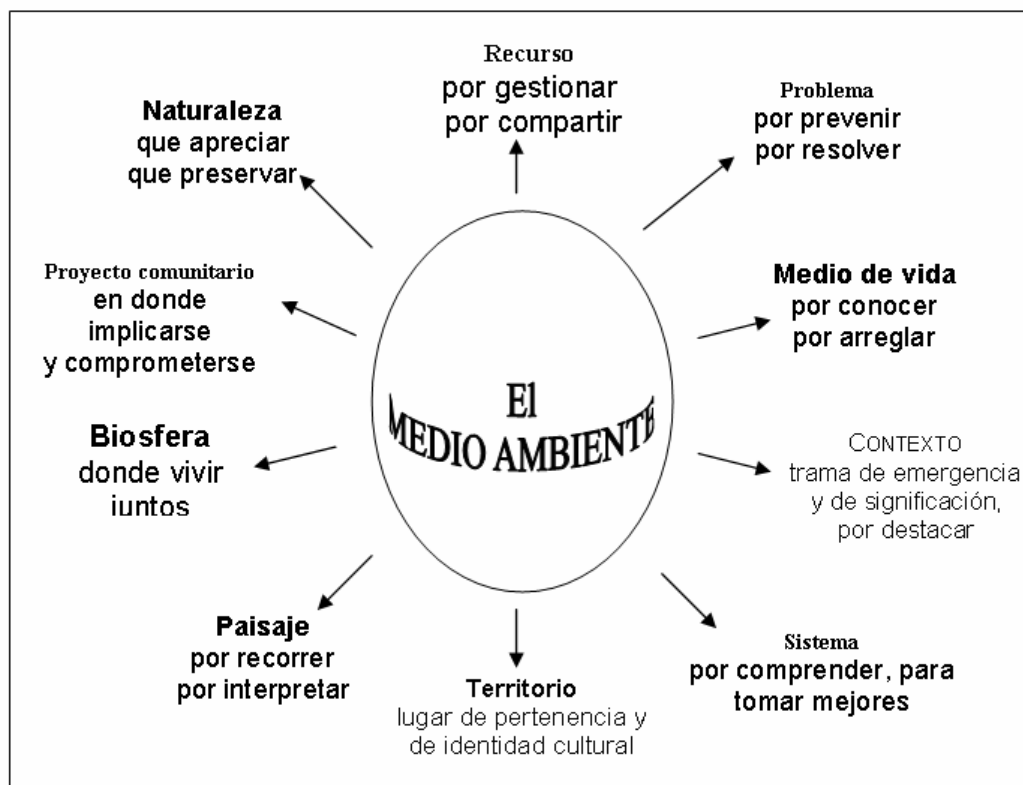 Recurso
por gestionar
por compartir
Problema
por prevenir
por resolver
Naturaleza
que apreciar
que preservar
Proyecto comunitario
en donde
implicarse
y comprometerse
Medio de vida
por conocer
por arreglar
El
MEDIO AMBIENTE
Biosfera
donde vivir
juntos
CONTEXTO
trama de emergencia
y de significación,
por destacar
Paisaje
por recorrer
por interpretar
Territorio
lugar de pertenencia y
de identidad cultural
Sistema
por comprender, para
tomar mejores